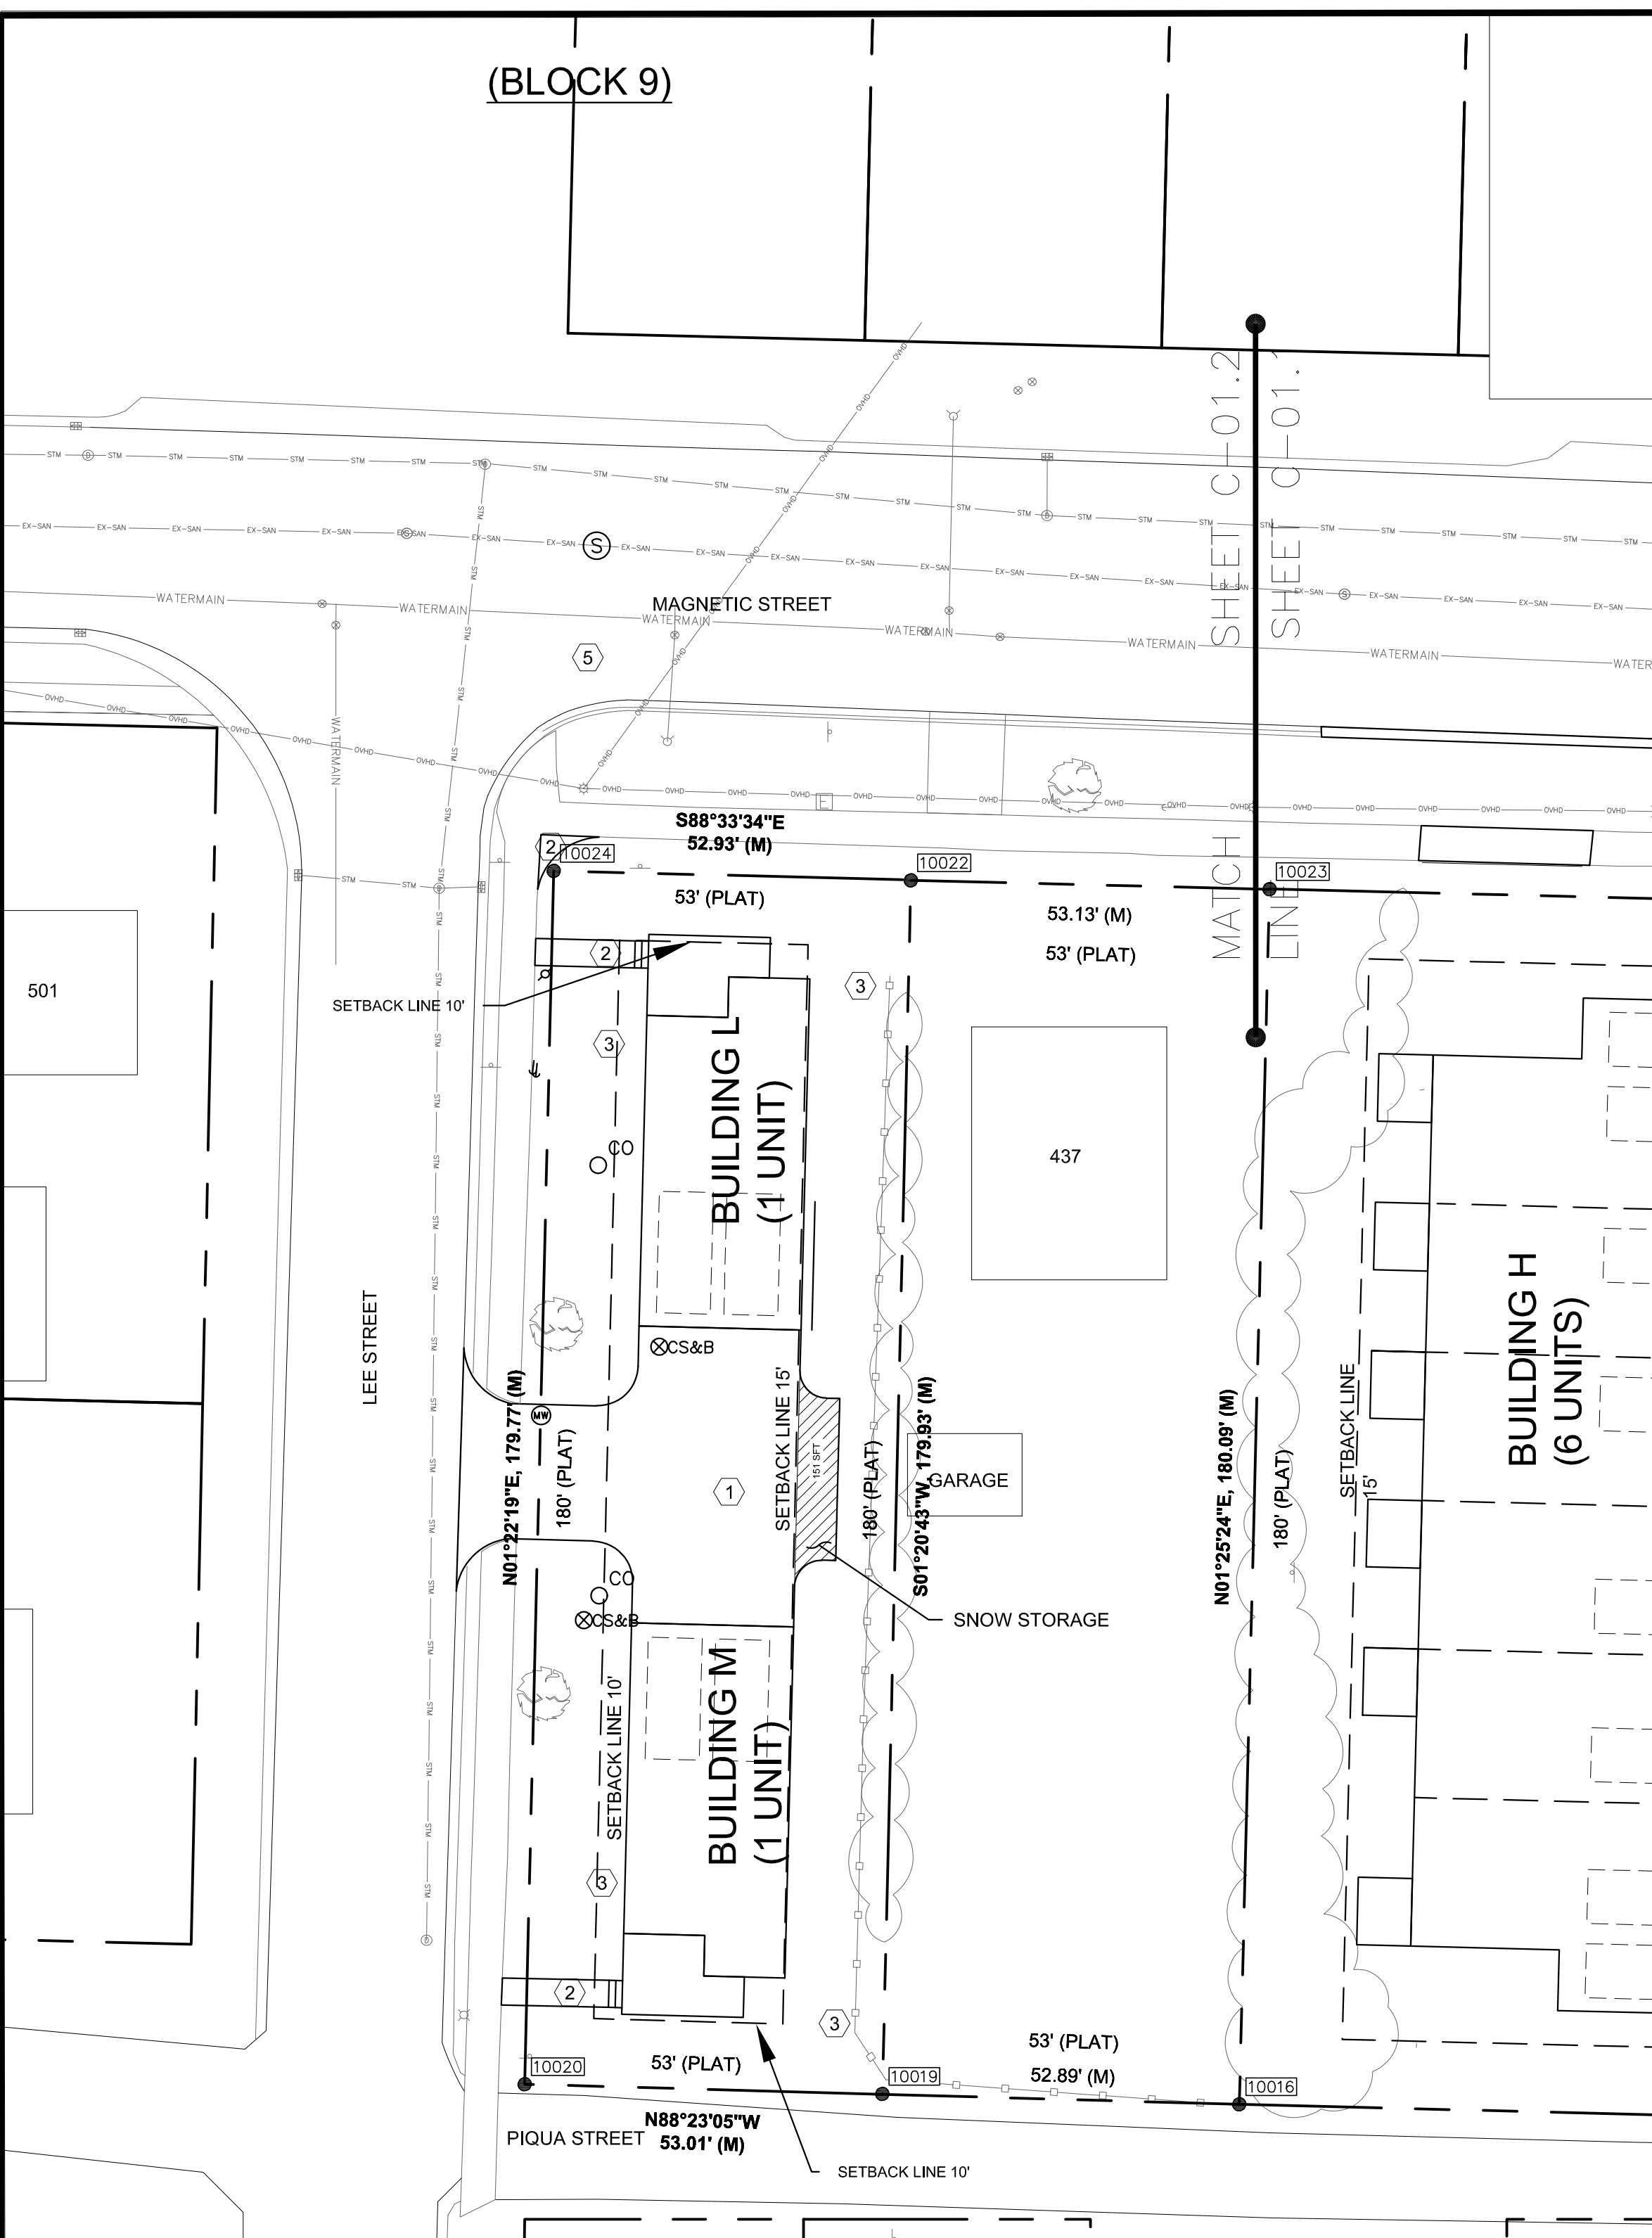 (BLOCK 9)
MATCH
SHEET C-01.2
LINE
SHEET C-01.
OVHD
STM
EX-SAN
S
D
WATERMAIN
MAGNETIC STREET
5
E
S88°33'34"E
52.93' (M)
2
10024
10022
10023
53' (PLAT)
53.13' (M)
53' (PLAT)
2
3
SETBACK LINE 10'
501
3
BUILDING L
(1 UNIT)
CO
437
LEE STREET
CS&B
N01°22'19"E, 179.77' (M)
MW
180' (PLAT)
1
SETBACK LINE 15'
151 SFT
180' (PLAT)
S01°20'43"W, 179.93' (M)
GARAGE
N01°25'24"E, 180.09' (M)
180' (PLAT)
SETBACK LINE
15'
BUILDING H
(6 UNITS)
CO
CS&B
SNOW STORAGE
SETBACK LINE 10'
BUILDING M
(1 UNIT)
3
2
3
10020
53' (PLAT)
10019
53' (PLAT)
52.89' (M)
10016
N88°23'05"W
53.01' (M)
PIQUA STREET
SETBACK LINE 10'